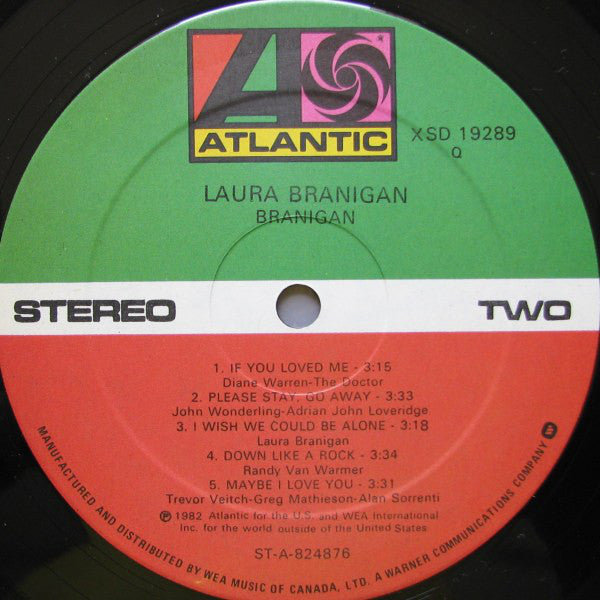 ATLANTIC
XSD 19289
Q
LAURA BRANIGAN
BRANIGAN
STEREO
TWO
1. IF YOU LOVED ME - 3:15
Diane Warren-The Doctor
2. PLEASE STAY, GO AWAY - 3:33
John Wonderling-Adrian John Loveridge
3. I WISH WE COULD BE ALONE - 3:18
Laura Branigan
4. DOWN LIKE A ROCK - 3:34
Randy Van Warmer
5. MAYBE I LOVE YOU - 3:31
Trevor Veitch-Greg Mathieson-Alan Sorrenti
℗ 1982 Atlantic for the U.S. and WEA International
Inc. for the world outside of the United States
ST-A-824876
MANUFACTURED AND DISTRIBUTED BY WEA MUSIC OF CANADA, LTD. A WARNER COMMUNICATIONS COMPANY